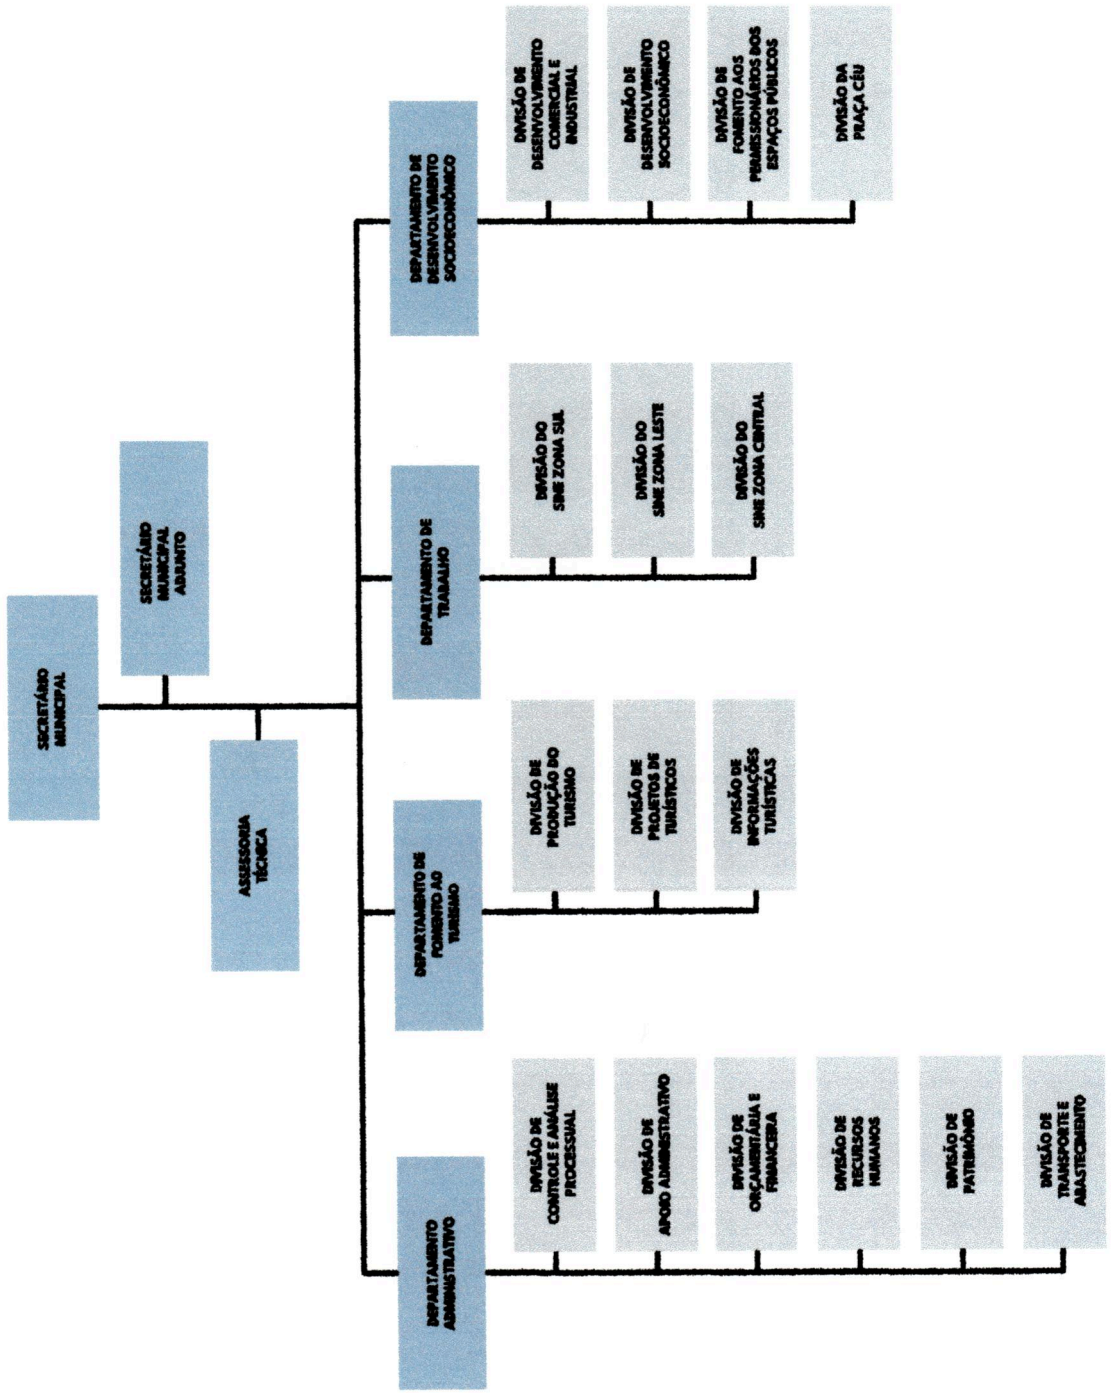 SECRETÁRIO
MUNICIPAL
SECRETÁRIO
MUNICIPAL
ADJUNTO
ASSESSORIA
TÉCNICA
DEPARTAMENTO
ADMINISTRATIVO
DIVISÃO DE
CONTROLE E ANÁLISE
PROCESSUAL
DIVISÃO DE
APOIO ADMINISTRATIVO
DIVISÃO DE
ORÇAMENTÁRIA E
FINANCEIRA
DIVISÃO DE
RECURSOS
HUMANOS
DIVISÃO DE
PATRIMÔNIO
DIVISÃO DE
TRANSPORTE E
ABASTECIMENTO
DEPARTAMENTO DE
FOMENTO AO
TURISMO
DIVISÃO DE
PRODUÇÃO DO
TURISMO
DIVISÃO DE
PROJETOS DE
TURÍSTICOS
DIVISÃO DE
INFORMAÇÕES
TURÍSTICAS
DEPARTAMENTO DE
TRABALHO
DIVISÃO DO
SINE ZONA SUL
DIVISÃO DO
SINE ZONA LESTE
DIVISÃO DO
SINE ZONA CENTRAL
DEPARTAMENTO DE
DESENVOLVIMENTO
SOCIOECONÔMICO
DIVISÃO DE
DESENVOLVIMENTO
COMERCIAL E
INDUSTRIAL
DIVISÃO DE
DESENVOLVIMENTO
SOCIOECONÔMICO
DIVISÃO DE
FOMENTO AOS
PERMISSIONÁRIOS DOS
ESPAÇOS PÚBLICOS
DIVISÃO DA
PRAÇA CÉU